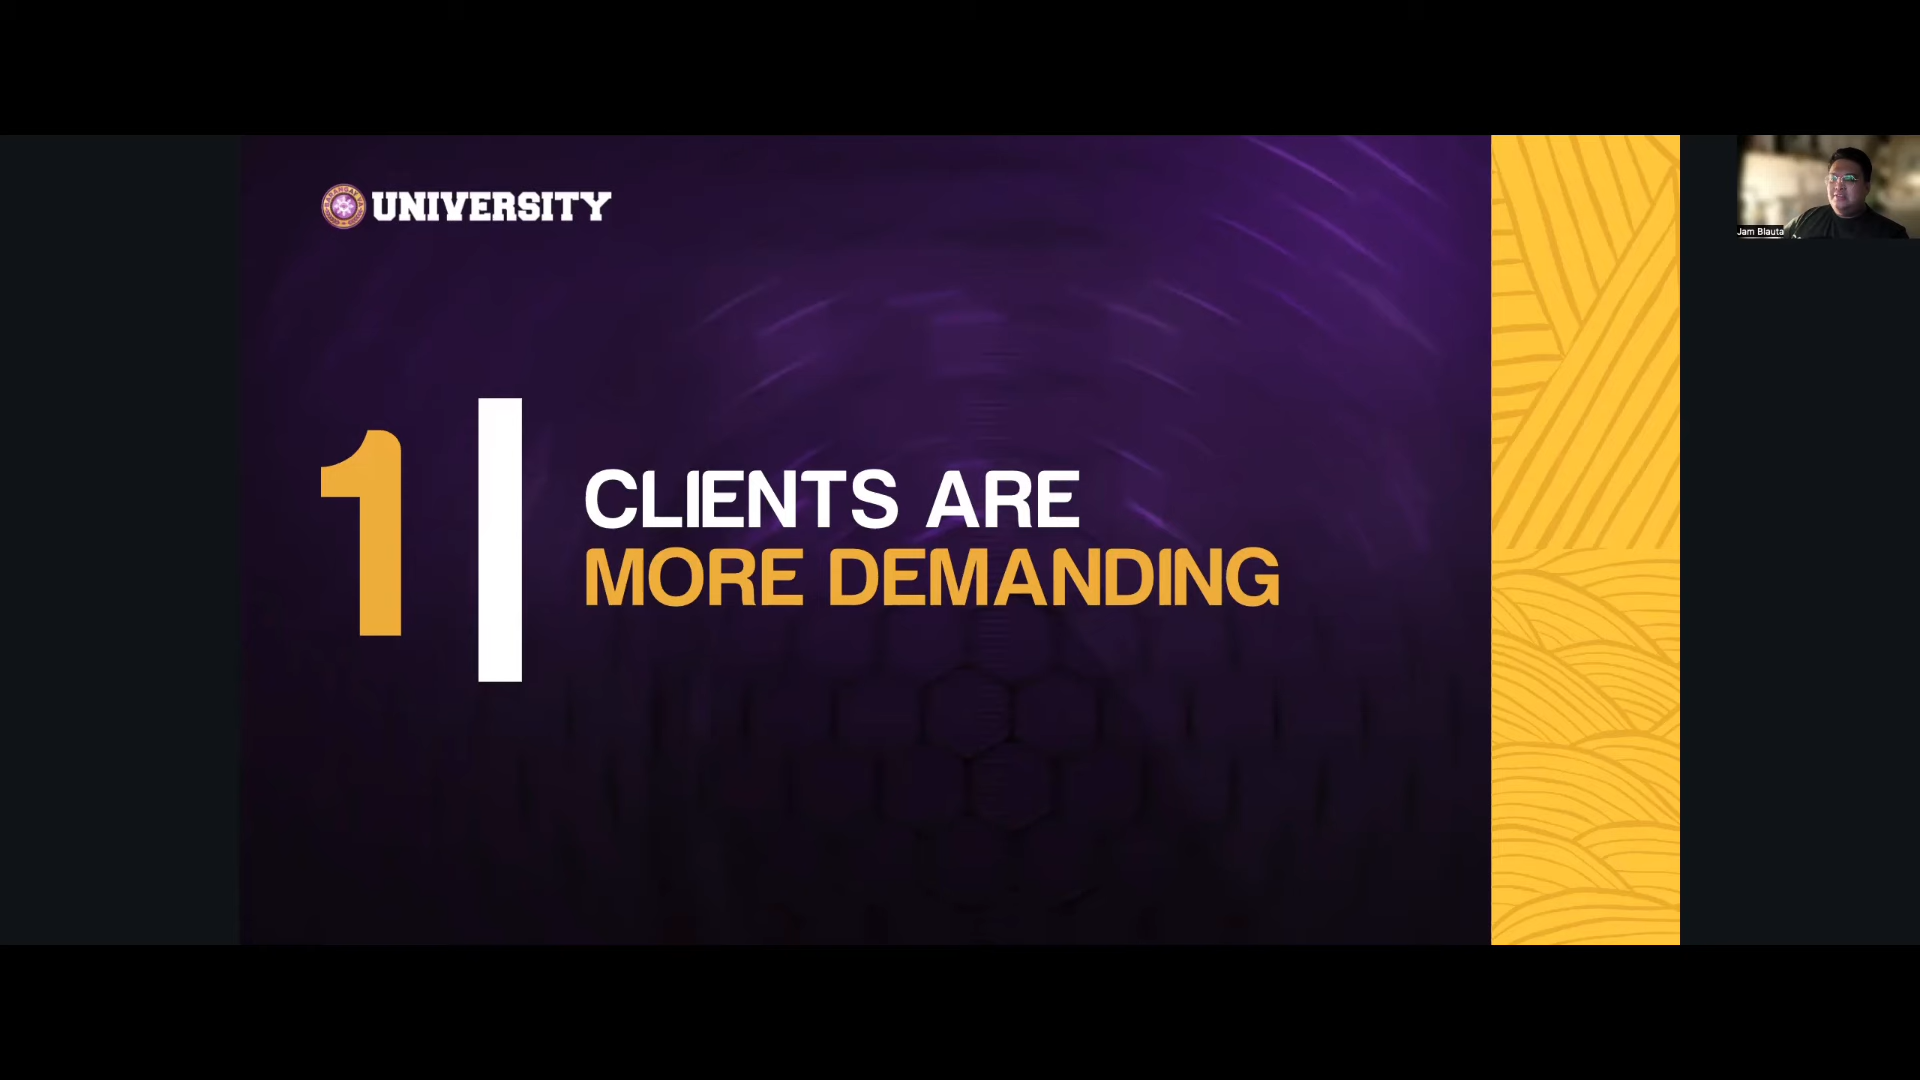 UNIVERSITY
1
CLIENTS ARE
MORE DEMANDING
Jam Blauta